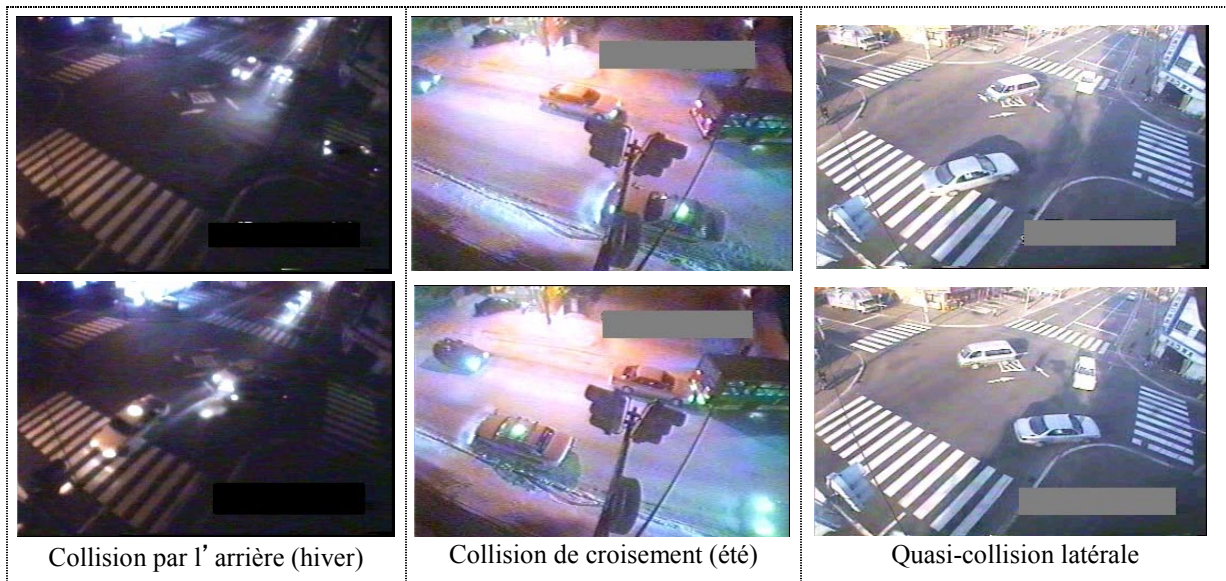 Collision par l’ arrière (hiver)
Collision de croisement (été)
Quasi-collision latérale